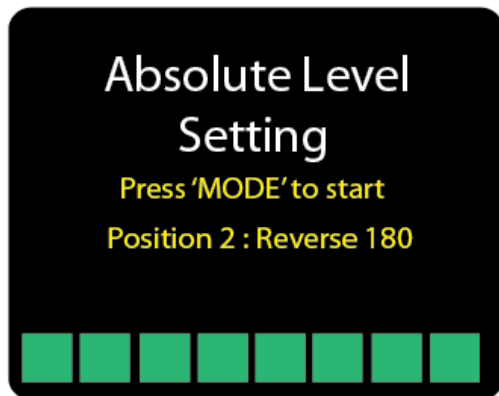 Absolute Level
Setting
Press ‘MODE’ to start
Position 2 : Reverse 180